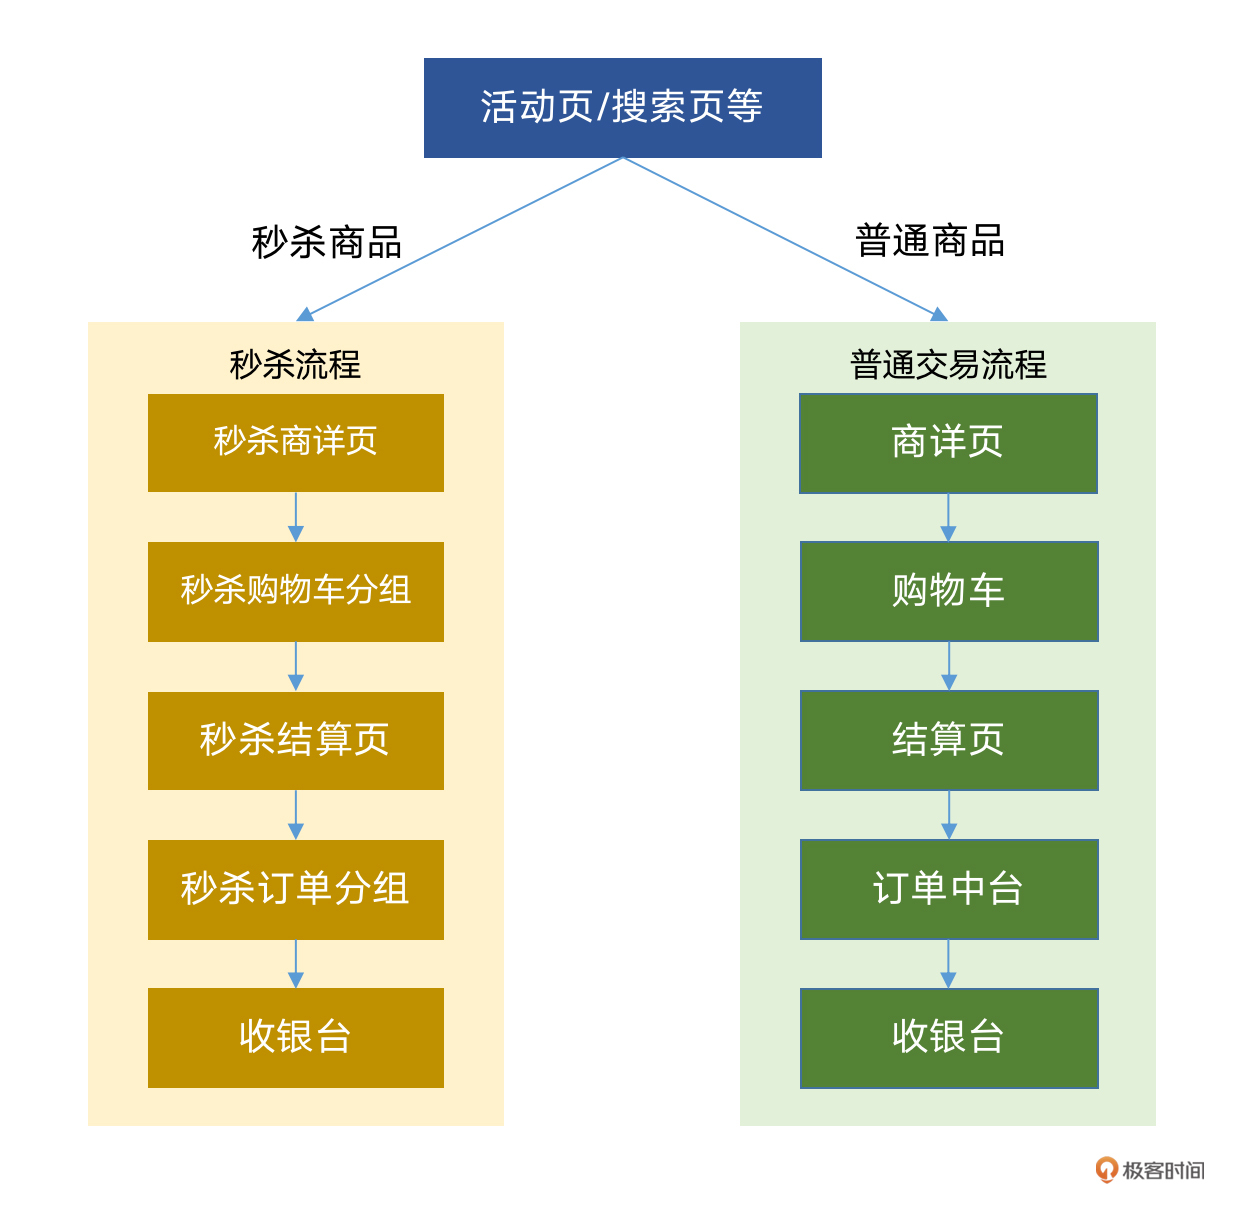 活动页/搜索页等
秒杀商品
普通商品
秒杀流程
秒杀商详页
秒杀购物车分组
秒杀结算页
秒杀订单分组
收银台
普通交易流程
商详页
购物车
结算页
订单中台
收银台
极客时间